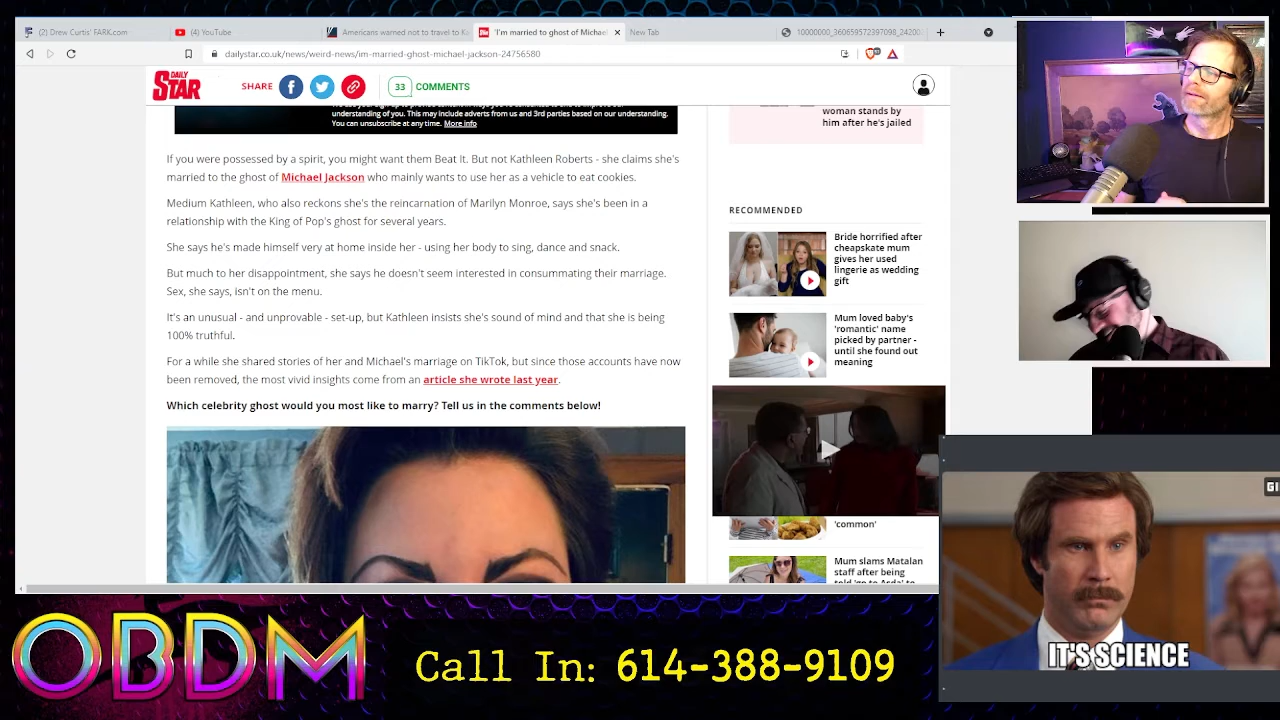 (2) Drew Curtis' FARK.com
(4) YouTube
Americans warned not to travel to
'I'm married to ghost of Michael
New Tab
10000000_360659572397098_24200
dailystar.co.uk/news/weird-news/im-married-ghost-michael-jackson-24756580
DAILY
STAR
SHARE
33 COMMENTS
understanding of you. This may include adverts from us and 3rd parties based on our understanding.
You can unsubscribe at any time. More info
If you were possessed by a spirit, you might want them Beat It. But not Kathleen Roberts - she claims she's
married to the ghost of Michael Jackson who mainly wants to use her as a vehicle to eat cookies.
Medium Kathleen, who also reckons she's the reincarnation of Marilyn Monroe, says she's been in a
relationship with the King of Pop's ghost for several years.
She says he's made himself very at home inside her - using her body to sing, dance and snack.
But much to her disappointment, she says he doesn't seem interested in consummating their marriage.
Sex, she says, isn't on the menu.
It's an unusual - and unprovable - set-up, but Kathleen insists she's sound of mind and that she is being
100% truthful.
For a while she shared stories of her and Michael's marriage on TikTok, but since those accounts have now
been removed, the most vivid insights come from an article she wrote last year.
Which celebrity ghost would you most like to marry? Tell us in the comments below!
woman stands by
him after he's jailed
RECOMMENDED
Bride horrified after
cheapskate mum
gives her used
lingerie as wedding
gift
Mum loved baby's
'romantic' name
picked by partner -
until she found out
meaning
'common'
Mum slams Matalan
staff after being
told 'go to Asda' to
GI
IT'S SCIENCE
OBDM
Call In: 614-388-9109